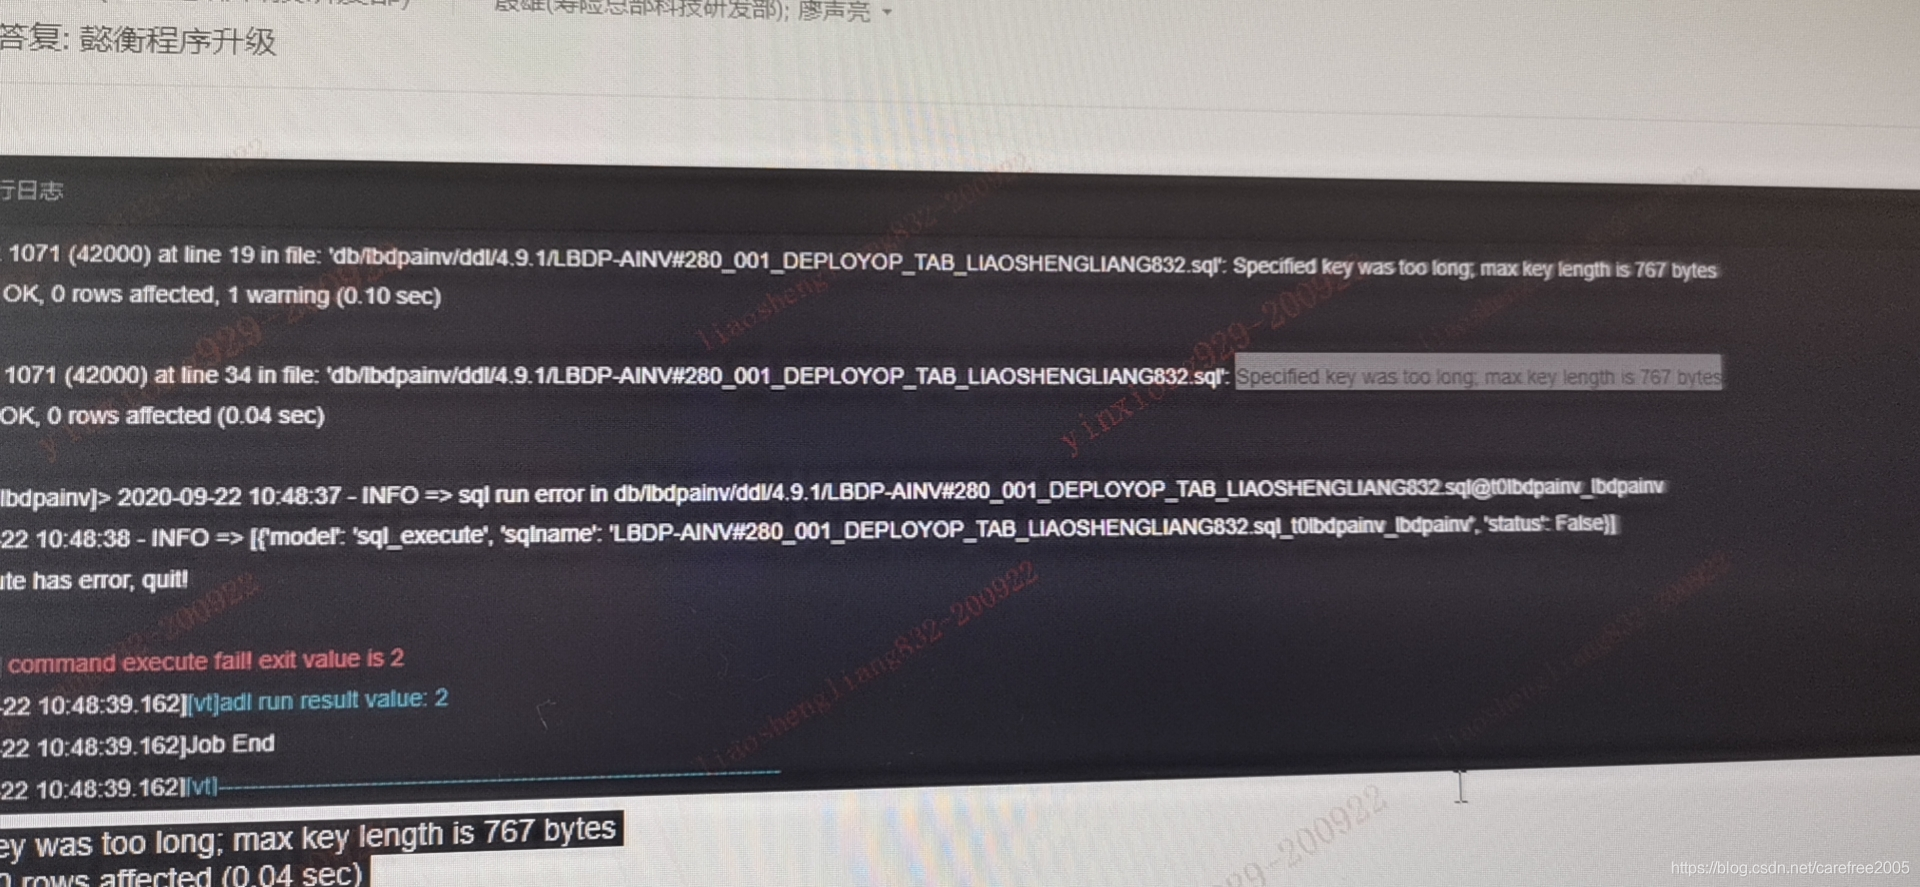 殷雄(寿险总部科技研发部); 廖声亮
答复: 懿衡程序升级
行日志
1071 (42000) at line 19 in file: 'db/lbdpainv/ddl/4.9.1/LBDP-AINV#280_001_DEPLOYOP_TAB_LIAOSHENGLIANG832.sql': Specified key was too long; max key length is 767 bytes
OK, 0 rows affected, 1 warning (0.10 sec)
1071 (42000) at line 34 in file: 'db/lbdpainv/ddl/4.9.1/LBDP-AINV#280_001_DEPLOYOP_TAB_LIAOSHENGLIANG832.sql': Specified key was too long; max key length is 767 bytes
OK, 0 rows affected (0.04 sec)
lbdpainv]> 2020-09-22 10:48:37 - INFO => sql run error in db/lbdpainv/ddl/4.9.1/LBDP-AINV#280_001_DEPLOYOP_TAB_LIAOSHENGLIANG832.sql@t0lbdpainv_lbdpainv
-22 10:48:38 - INFO => [{'model': 'sql_execute', 'sqlname': 'LBDP-AINV#280_001_DEPLOYOP_TAB_LIAOSHENGLIANG832.sql_t0lbdpainv_lbdpainv', 'status': False}]
ute has error, quit!
command execute fail! exit value is 2
-22 10:48:39.162][vt]adl run result value: 2
-22 10:48:39.162]Job End
-22 10:48:39.162][vt]----------
ey was too long; max key length is 767 bytes
0 rows affected (0.04 sec)
liaoshengliang832-200922
yinxiong929-200922
https://blog.csdn.net/carefree2005